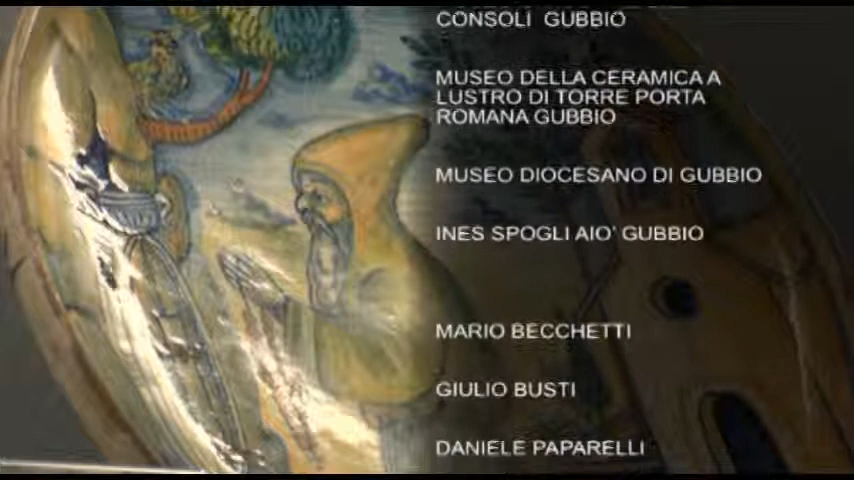 CONSOLI GUBBIO
MUSEO DELLA CERAMICA A
LUSTRO DI TORRE PORTA
ROMANA GUBBIO
MUSEO DIOCESANO DI GUBBIO
INES SPOGLI AIO' GUBBIO
MARIO BECCHETTI
GIULIO BUSTI
DANIELE PAPARELLI